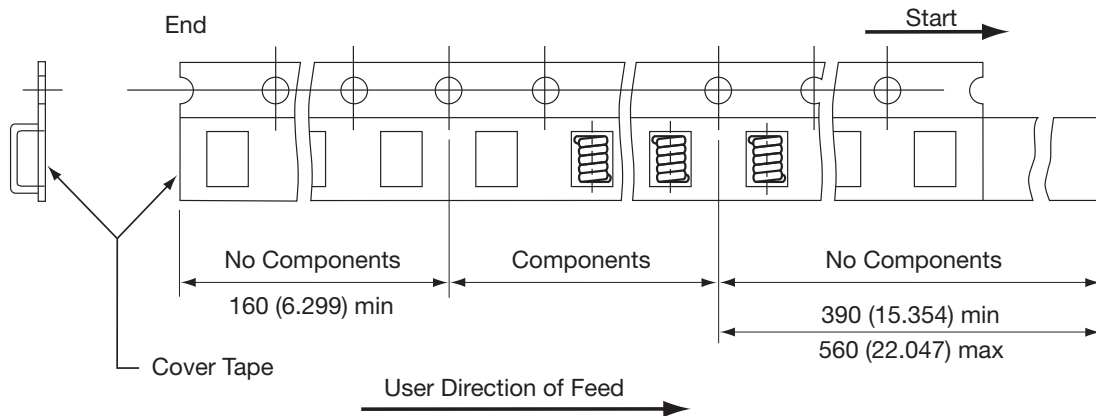 End
Start
No Components
Components
No Components
160 (6.299) min
390 (15.354) min
560 (22.047) max
Cover Tape
User Direction of Feed